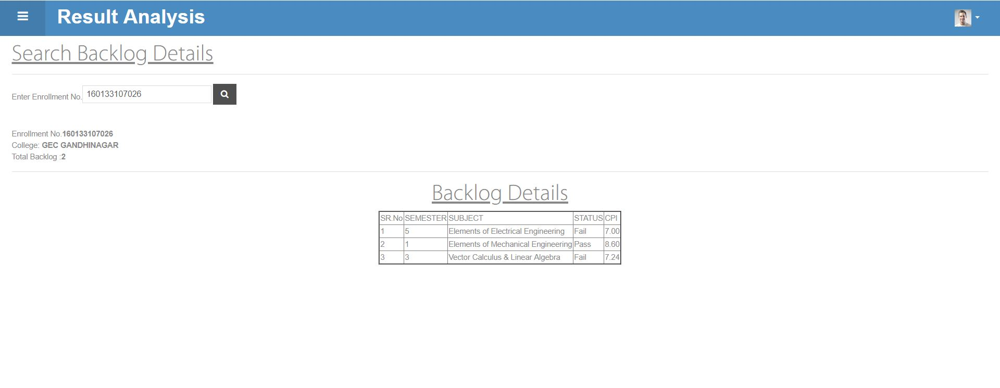 Result Analysis
Search Backlog Details
Enter Enrollment No. 160133107026
Enrollment No.160133107026
College: GEC GANDHINAGAR
Total Backlog :2
Backlog Details
SR.No SEMESTER SUBJECT STATUS CPI
1 5 Elements of Electrical Engineering Fail 7.00
2 1 Elements of Mechanical Engineering Pass 8.60
3 3 Vector Calculus & Linear Algebra Fail 7.24